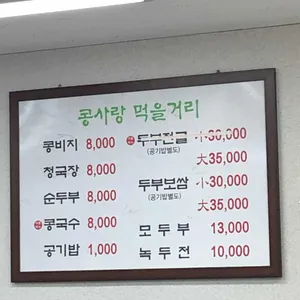 콩사랑 먹을거리
콩비지 8,000
청국장 8,000
순두부 8,000
콩국수 8,000
공기밥 1,000
두부전골 小30,000
(공기밥별도)
大35,000
두부보쌈 小30,000
(공기밥별도)
大35,000
모두부 13,000
녹두전 10,000